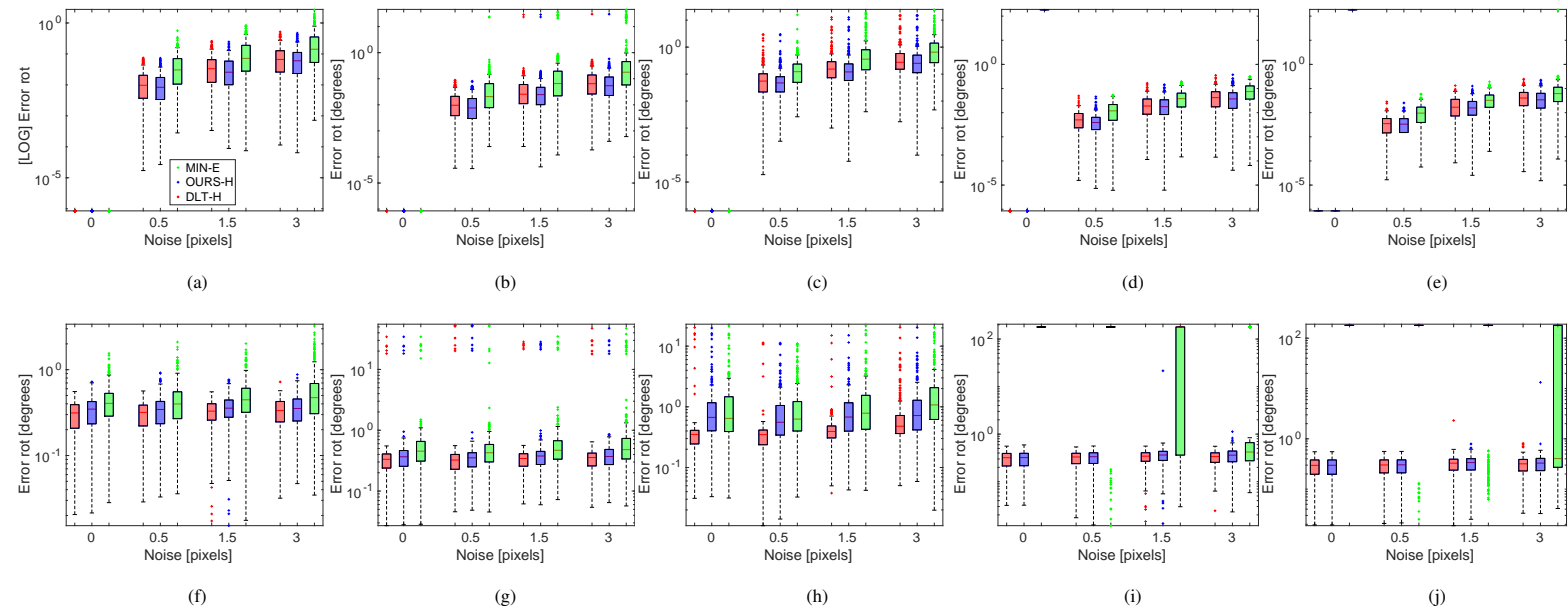 [LOG] Error rot
10^0
10^-5
MIN-E
OURS-H
DLT-H
0 0.5 1.5 3
Noise [pixels]
(a)
Error rot [degrees]
10^0
10^-5
0 0.5 1.5 3
Noise [pixels]
(b)
Error rot [degrees]
10^0
10^-5
0 0.5 1.5 3
Noise [pixels]
(c)
Error rot [degrees]
10^0
10^-5
0 0.5 1.5 3
Noise [pixels]
(d)
Error rot [degrees]
10^0
10^-5
0 0.5 1.5 3
Noise [pixels]
(e)
Error rot [degrees]
10^0
10^-1
0 0.5 1.5 3
Noise [pixels]
(f)
Error rot [degrees]
10^1
10^0
10^-1
0 0.5 1.5 3
Noise [pixels]
(g)
Error rot [degrees]
10^1
10^0
10^-1
0 0.5 1.5 3
Noise [pixels]
(h)
Error rot [degrees]
10^2
10^0
0 0.5 1.5 3
Noise [pixels]
(i)
Error rot [degrees]
10^2
10^0
0 0.5 1.5 3
Noise [pixels]
(j)